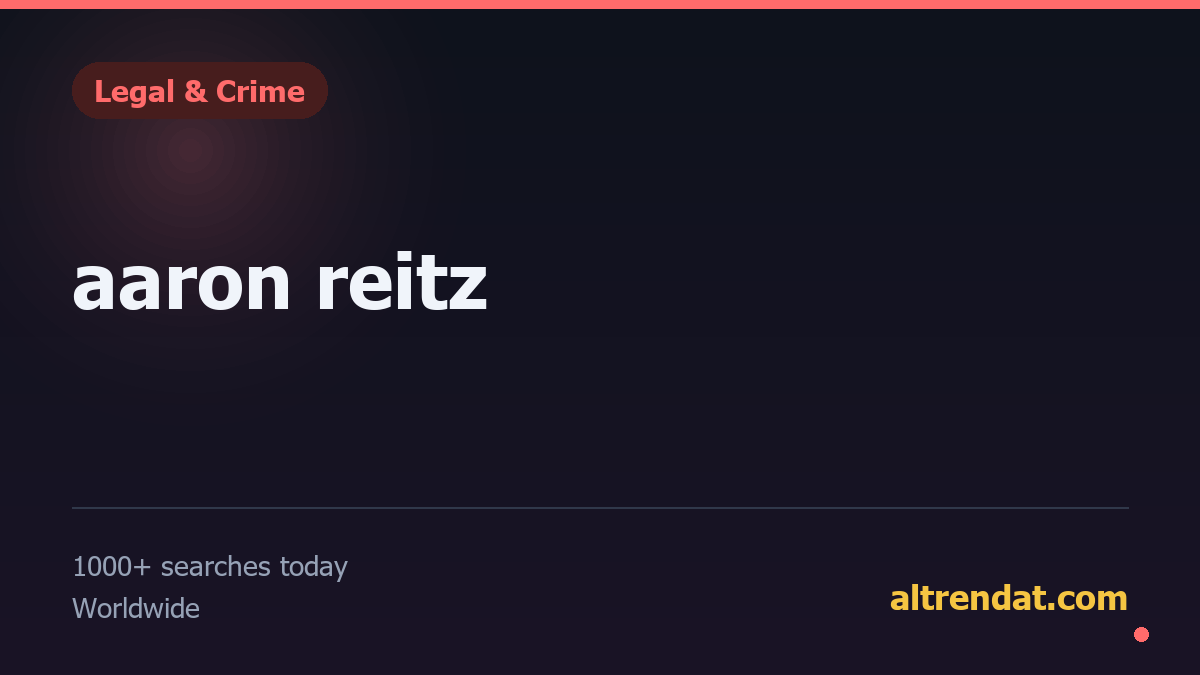 Legal & Crime
aaron reitz
1000+ searches today
Worldwide
altrendat.com